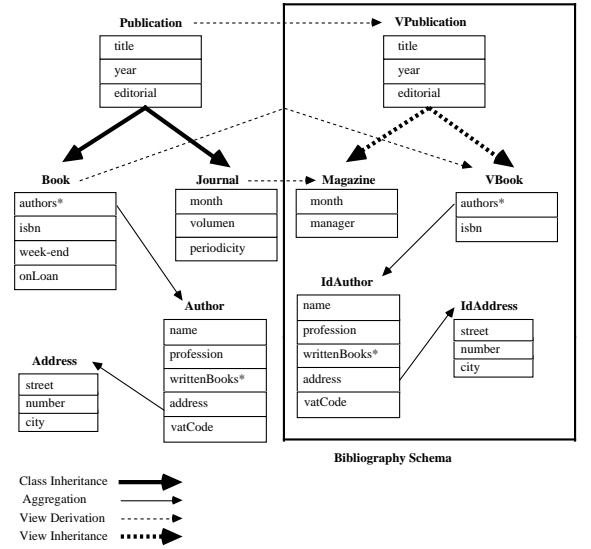 Publication
title
year
editorial
VPublication
title
year
editorial
Book
authors*
isbn
week-end
onLoan
Journal
month
volumen
periodicity
Magazine
month
manager
VBook
authors*
isbn
Author
name
profession
writtenBooks*
address
vatCode
Address
street
number
city
IdAuthor
name
profession
writtenBooks*
address
vatCode
IdAddress
street
number
city
Bibliography Schema
Class Inheritance
Aggregation
View Derivation
View Inheritance